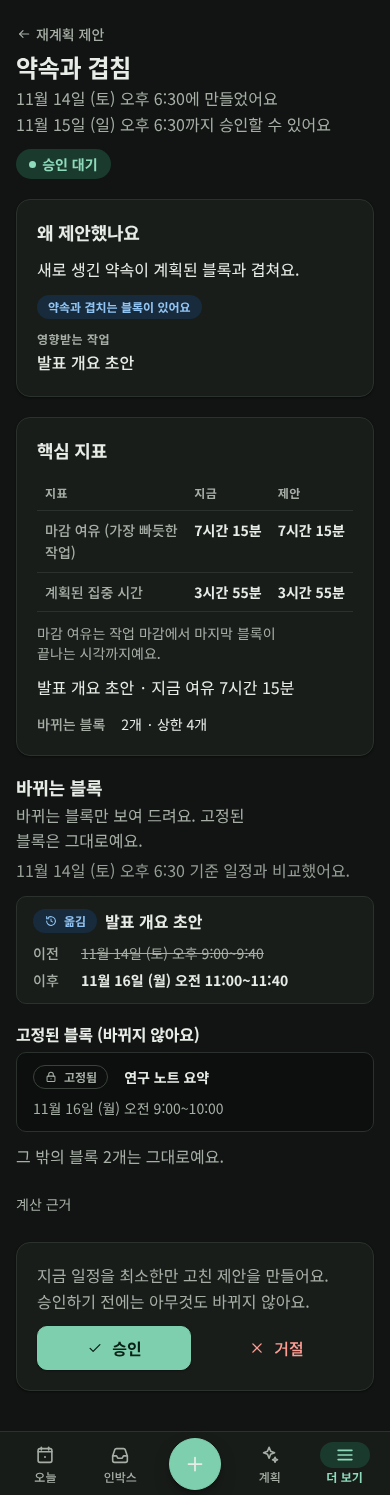 재계획 제안
약속과 겹침
11월 14일 (토) 오후 6:30에 만들었어요
11월 15일 (일) 오후 6:30까지 승인할 수 있어요
승인 대기
왜 제안했나요
새로 생긴 약속이 계획된 블록과 겹쳐요.
약속과 겹치는 블록이 있어요
영향받는 작업
발표 개요 초안
핵심 지표
지표 지금 제안
마감 여유 (가장 빠듯한 7시간 15분 7시간 15분
작업)
계획된 집중 시간 3시간 55분 3시간 55분
마감 여유는 작업 마감에서 마지막 블록이
끝나는 시각까지예요.
발표 개요 초안 · 지금 여유 7시간 15분
바뀌는 블록 2개 · 상한 4개
바뀌는 블록
바뀌는 블록만 보여 드려요. 고정된
블록은 그대로예요.
11월 14일 (토) 오후 6:30 기준 일정과 비교했어요.
옮김 발표 개요 초안
이전 11월 14일 (토) 오후 9:00~9:40
이후 11월 16일 (월) 오전 11:00~11:40
고정된 블록 (바뀌지 않아요)
고정됨 연구 노트 요약
11월 16일 (월) 오전 9:00~10:00
그 밖의 블록 2개는 그대로예요.
계산 근거
지금 일정을 최소한만 고친 제안을 만들어요.
승인하기 전에는 아무것도 바뀌지 않아요.
승인 거절
오늘 인박스 계획 더 보기